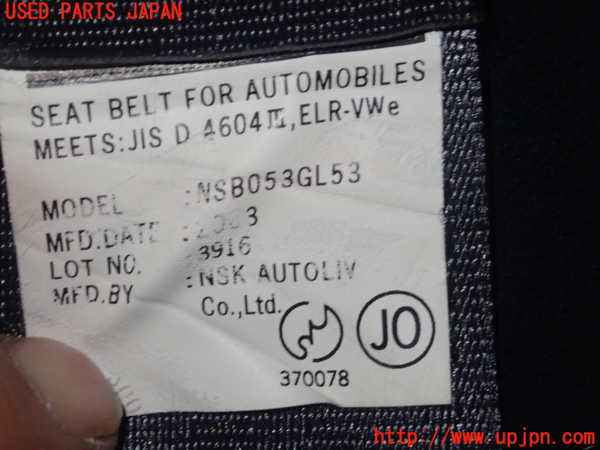 USED PARTS JAPAN
SEAT BELT FOR AUTOMOBILES
MEETS:JIS D 4604Ⅲ,ELR-VWe
MODEL :NSB053GL53
MFD.DATE :2003
LOT NO. 3916
MFD.BY :NSK AUTOLIV
Co.,Ltd.
JO
370078
http://www.upjpn.com/